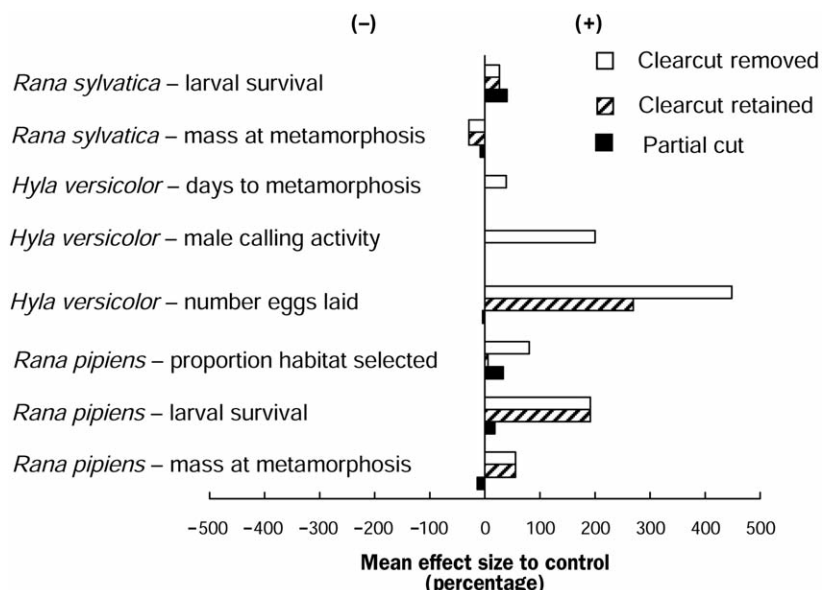 (–) (+)
Clearcut removed
Clearcut retained
Partial cut
Rana sylvatica – larval survival
Rana sylvatica – mass at metamorphosis
Hyla versicolor – days to metamorphosis
Hyla versicolor – male calling activity
Hyla versicolor – number eggs laid
Rana pipiens – proportion habitat selected
Rana pipiens – larval survival
Rana pipiens – mass at metamorphosis
–500 –400 –300 –200 –100 0 100 200 300 400 500
Mean effect size to control
(percentage)